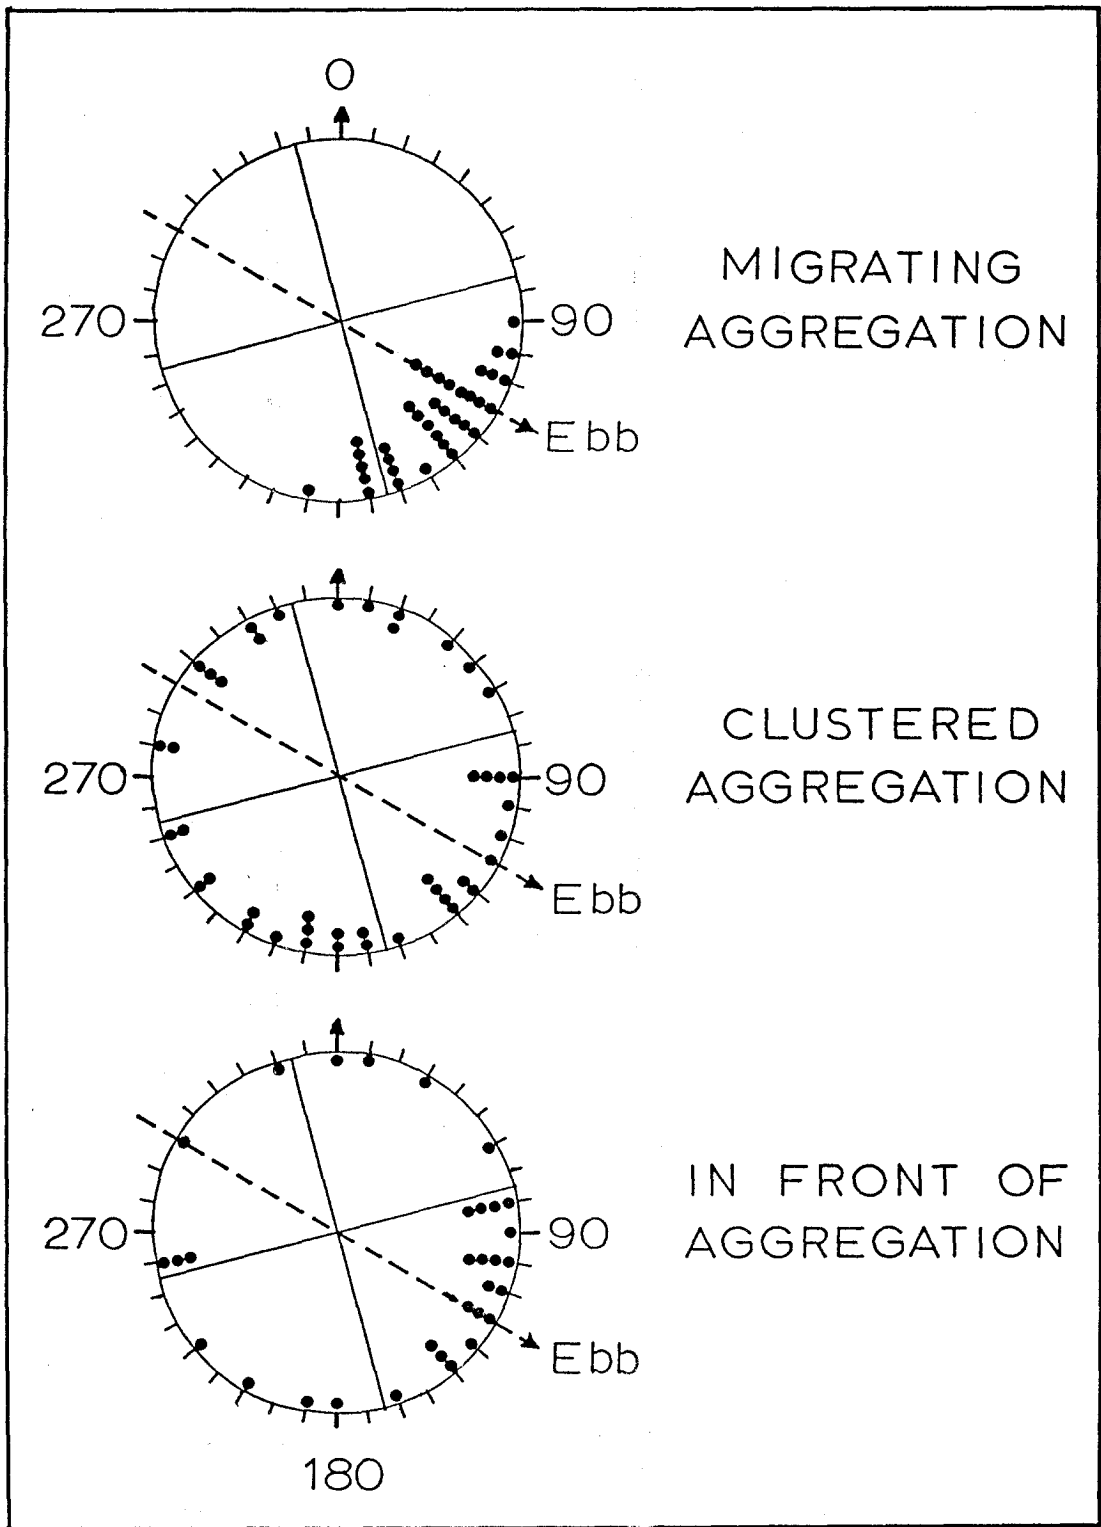 0
270
90
MIGRATING
AGGREGATION
Ebb
270
90
CLUSTERED
AGGREGATION
Ebb
270
90
IN FRONT OF
AGGREGATION
Ebb
180